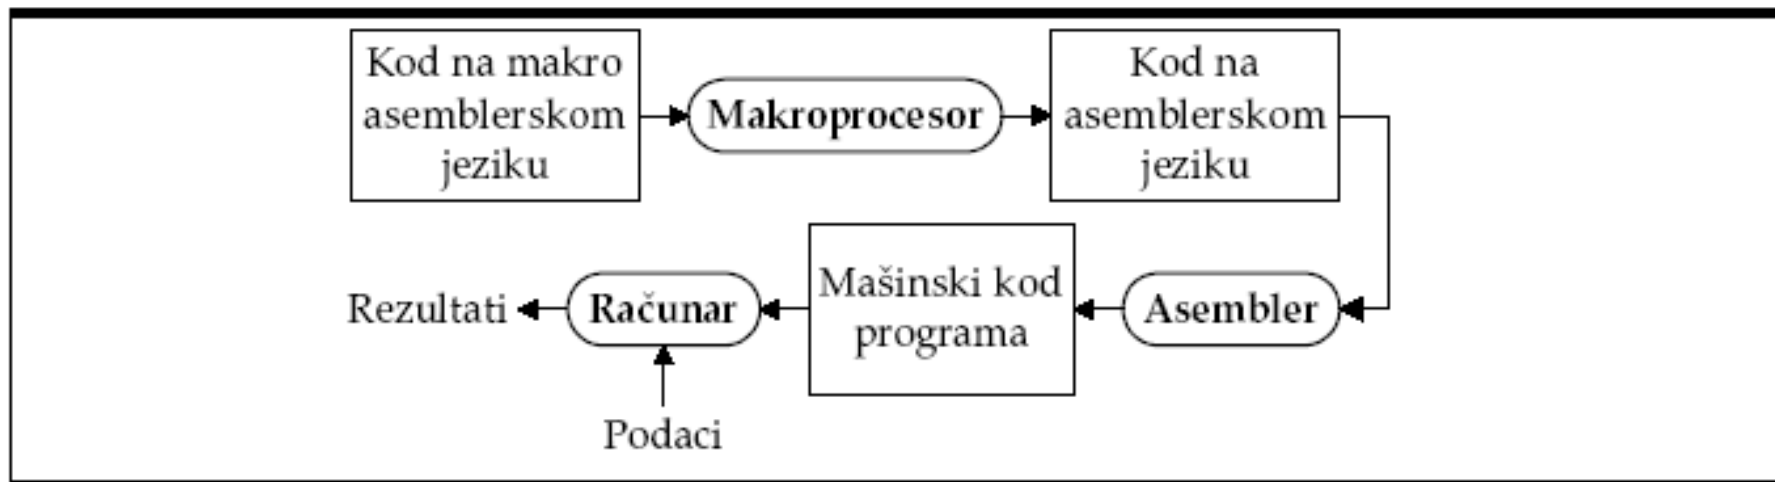 Kod na makro
asemblerskom
jeziku
Makroprocesor
Kod na
asemblerskom
jeziku
Asembler
Mašinski kod
programa
Računar
Rezultati
Podaci